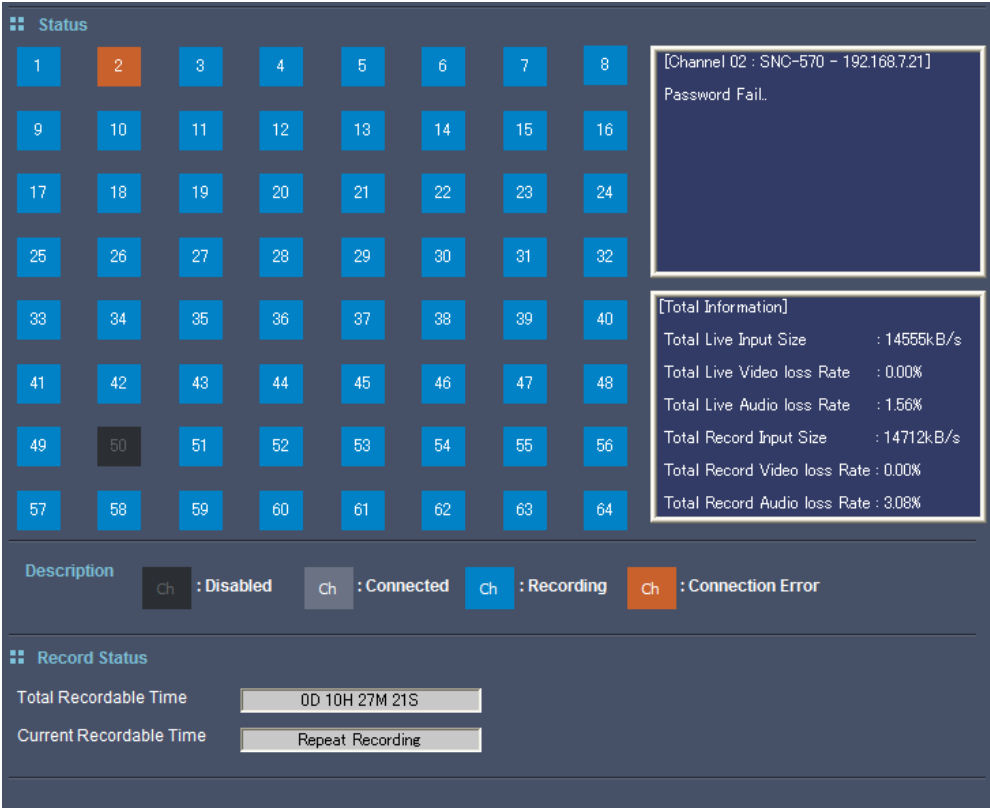 Status
1 2 3 4 5 6 7 8
[Channel 02 : SNC-570 - 192.168.7.21]
Password Fail..
9 10 11 12 13 14 15 16
17 18 19 20 21 22 23 24
25 26 27 28 29 30 31 32
33 34 35 36 37 38 39 40
41 42 43 44 45 46 47 48
49 50 51 52 53 54 55 56
57 58 59 60 61 62 63 64
[Total Information]
Total Live Input Size : 14555kB/s
Total Live Video loss Rate : 0.00%
Total Live Audio loss Rate : 1.56%
Total Record Input Size : 14712kB/s
Total Record Video loss Rate : 0.00%
Total Record Audio loss Rate : 3.08%
Description Ch : Disabled Ch : Connected Ch : Recording Ch : Connection Error
Record Status
Total Recordable Time 0D 10H 27M 21S
Current Recordable Time Repeat Recording